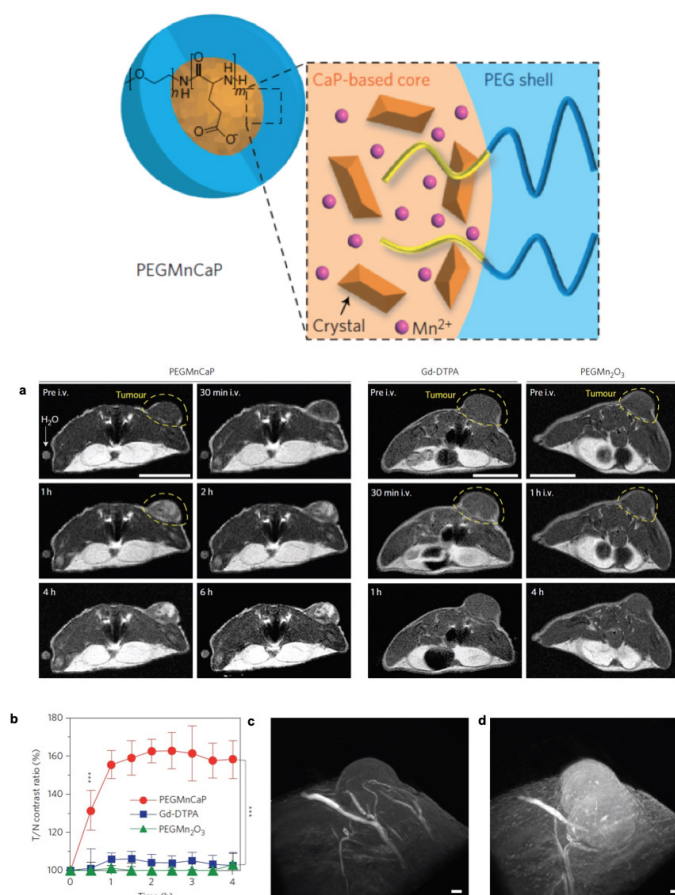 O
O
N
H
n
H
N
H
m
O
O⁻
CaP-based core
PEG shell
PEGMnCaP
Crystal
Mn²⁺
a
PEGMnCaP
Gd-DTPA
PEGMn₂O₃
Pre i.v.
Tumour
30 min i.v.
Pre i.v.
Tumour
Pre i.v.
Tumour
H₂O
1 h
2 h
30 min i.v.
1 h i.v.
4 h
6 h
1 h
4 h
b
c
d
T/N contrast ratio (%)
180
160
140
120
100
***
PEGMnCaP
Gd-DTPA
PEGMn₂O₃
***
0
1
2
3
4